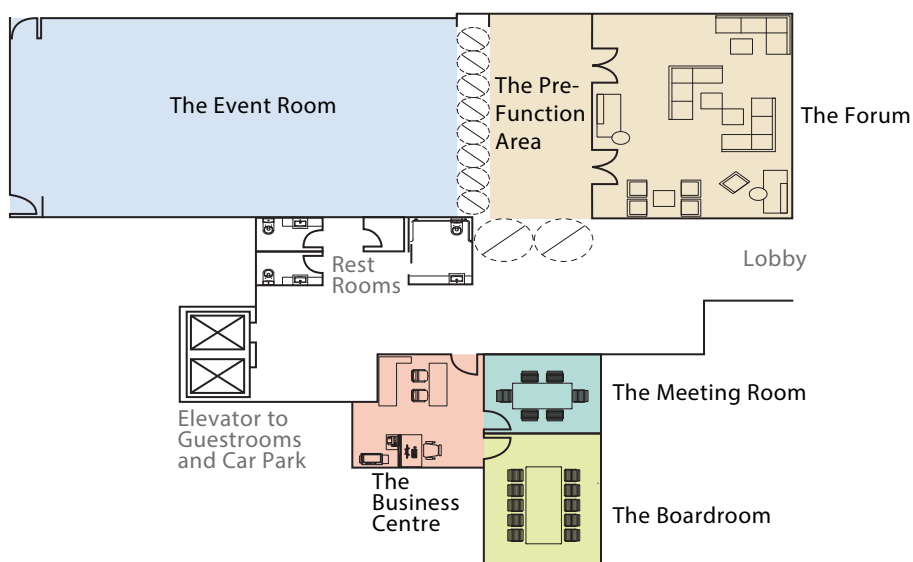 The Event Room
The Pre-
Function
Area
The Forum
Rest
Rooms
Lobby
Elevator to
Guestrooms
and Car Park
The Meeting Room
The
Business
Centre
The Boardroom